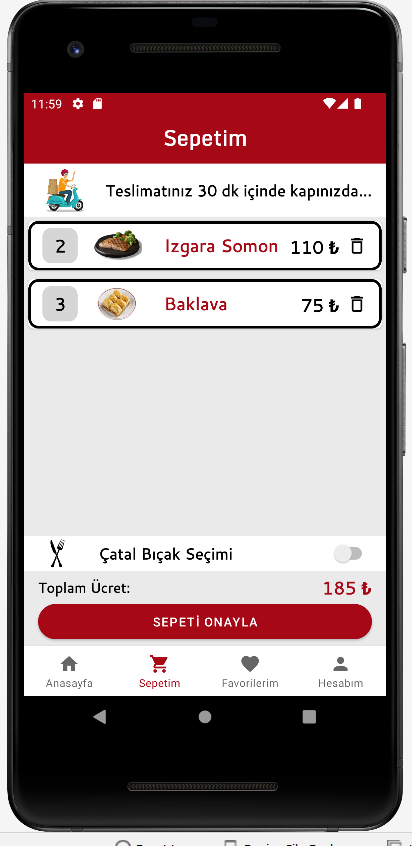 11:59
Sepetim
Teslimatınız 30 dk içinde kapınızda...
2 Izgara Somon 110 ₺
3 Baklava 75 ₺
Çatal Bıçak Seçimi
Toplam Ücret: 185 ₺
SEPETİ ONAYLA
Anasayfa Sepetim Favorilerim Hesabım